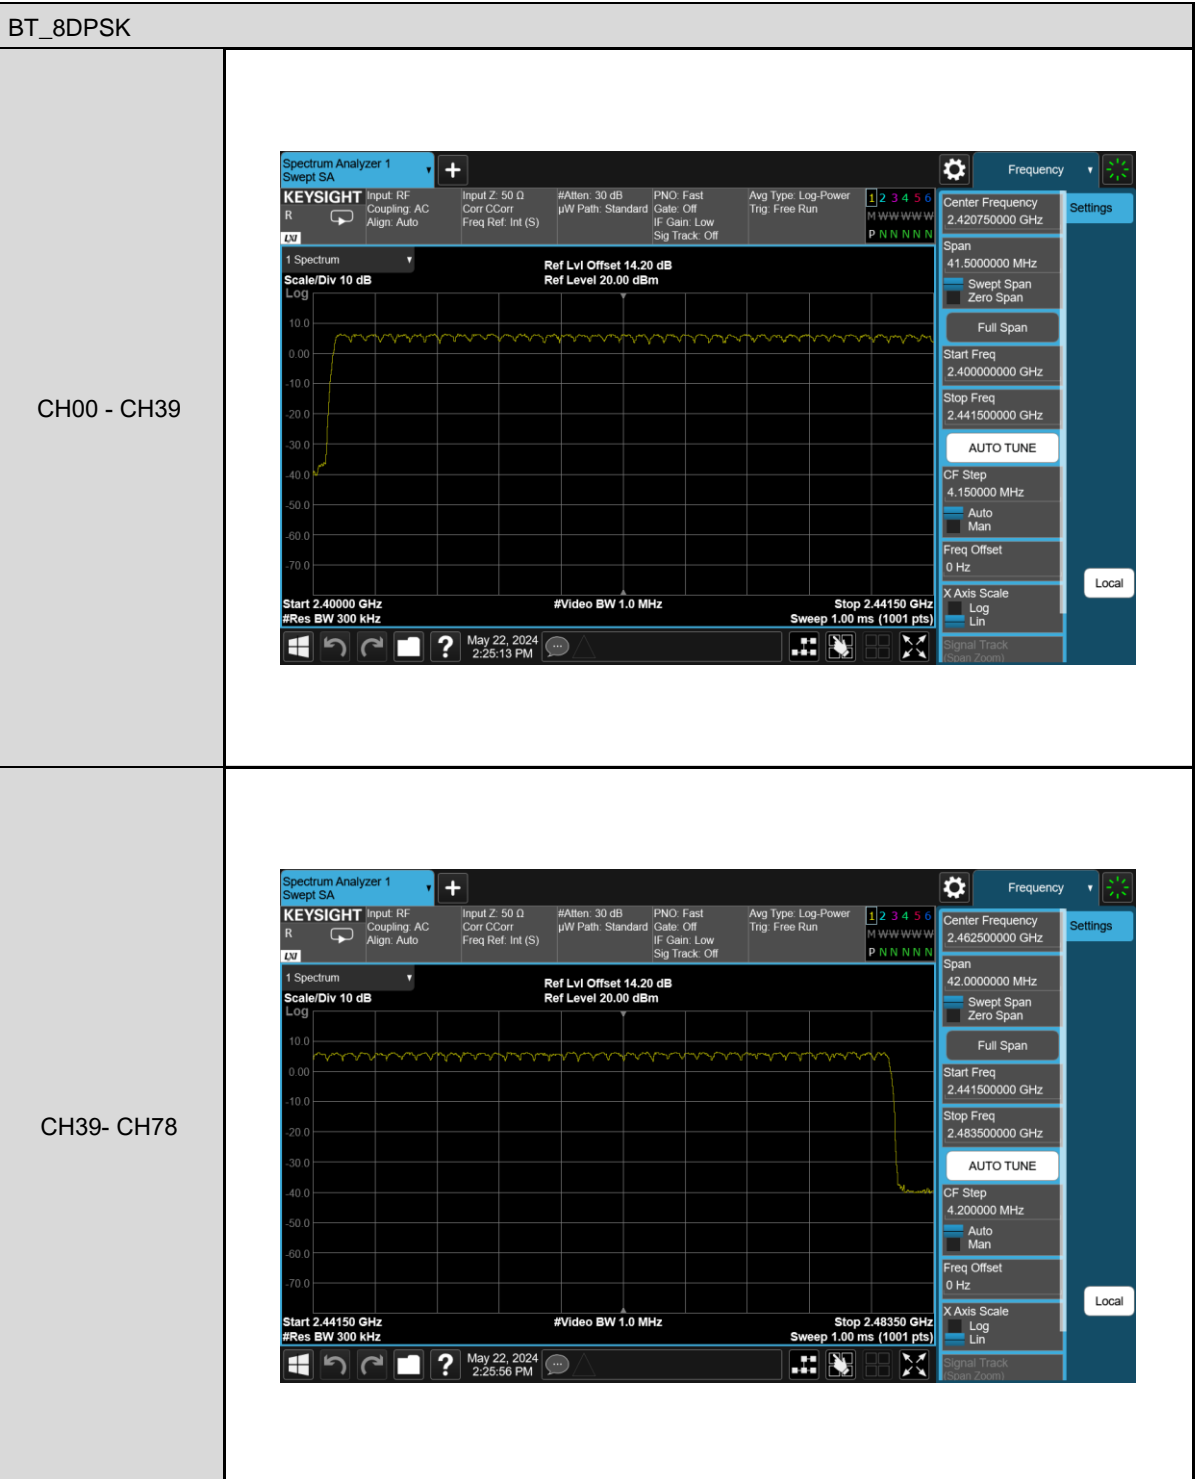 BT_8DPSK
CH00 - CH39
Spectrum Analyzer 1
Swept SA
Frequency
KEYSIGHT
R
LXI
Input: RF
Coupling: AC
Align: Auto
Input Z: 50 Ω
Corr CCorr
Freq Ref: Int (S)
#Atten: 30 dB
µW Path: Standard
PNO: Fast
Gate: Off
IF Gain: Low
Sig Track: Off
Avg Type: Log-Power
Trig: Free Run
1 2 3 4 5 6
M W W W W W
P N N N N N
Center Frequency
2.420750000 GHz
Settings
Span
41.5000000 MHz
Swept Span
Zero Span
Full Span
Start Freq
2.400000000 GHz
Stop Freq
2.441500000 GHz
AUTO TUNE
CF Step
4.150000 MHz
Auto
Man
Freq Offset
0 Hz
X Axis Scale
Log
Lin
Signal Track
(Span Zoom)
Local
1 Spectrum
Scale/Div 10 dB
Ref Lvl Offset 14.20 dB
Ref Level 20.00 dBm
Log
10.0
0.00
-10.0
-20.0
-30.0
-40.0
-50.0
-60.0
-70.0
Start 2.40000 GHz
#Res BW 300 kHz
#Video BW 1.0 MHz
Stop 2.44150 GHz
Sweep 1.00 ms (1001 pts)
?
May 22, 2024
2:25:13 PM
CH39- CH78
Spectrum Analyzer 1
Swept SA
Frequency
KEYSIGHT
R
LXI
Input: RF
Coupling: AC
Align: Auto
Input Z: 50 Ω
Corr CCorr
Freq Ref: Int (S)
#Atten: 30 dB
µW Path: Standard
PNO: Fast
Gate: Off
IF Gain: Low
Sig Track: Off
Avg Type: Log-Power
Trig: Free Run
1 2 3 4 5 6
M W W W W W
P N N N N N
Center Frequency
2.462500000 GHz
Settings
Span
42.0000000 MHz
Swept Span
Zero Span
Full Span
Start Freq
2.441500000 GHz
Stop Freq
2.483500000 GHz
AUTO TUNE
CF Step
4.200000 MHz
Auto
Man
Freq Offset
0 Hz
X Axis Scale
Log
Lin
Signal Track
(Span Zoom)
Local
1 Spectrum
Scale/Div 10 dB
Ref Lvl Offset 14.20 dB
Ref Level 20.00 dBm
Log
10.0
0.00
-10.0
-20.0
-30.0
-40.0
-50.0
-60.0
-70.0
Start 2.44150 GHz
#Res BW 300 kHz
#Video BW 1.0 MHz
Stop 2.48350 GHz
Sweep 1.00 ms (1001 pts)
?
May 22, 2024
2:25:56 PM